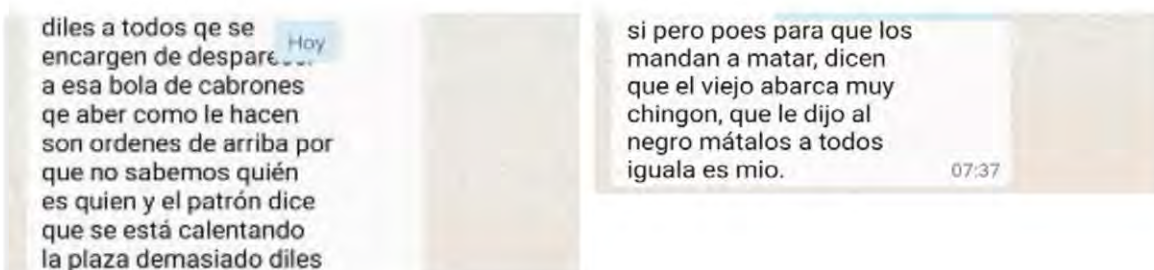 diles a todos qe se
Hoy
encargen de
a esa bola de cabrones
qe aber como le hacen
son ordenes de arriba por
que no sabemos quién
es quien y el patrón dice
que se está calentando
la plaza demasiado diles
si pero poes para que los
mandan a matar, dicen
que el viejo abarca muy
chingon, que le dijo al
negro mátalos a todos
iguala es mio.
07:37